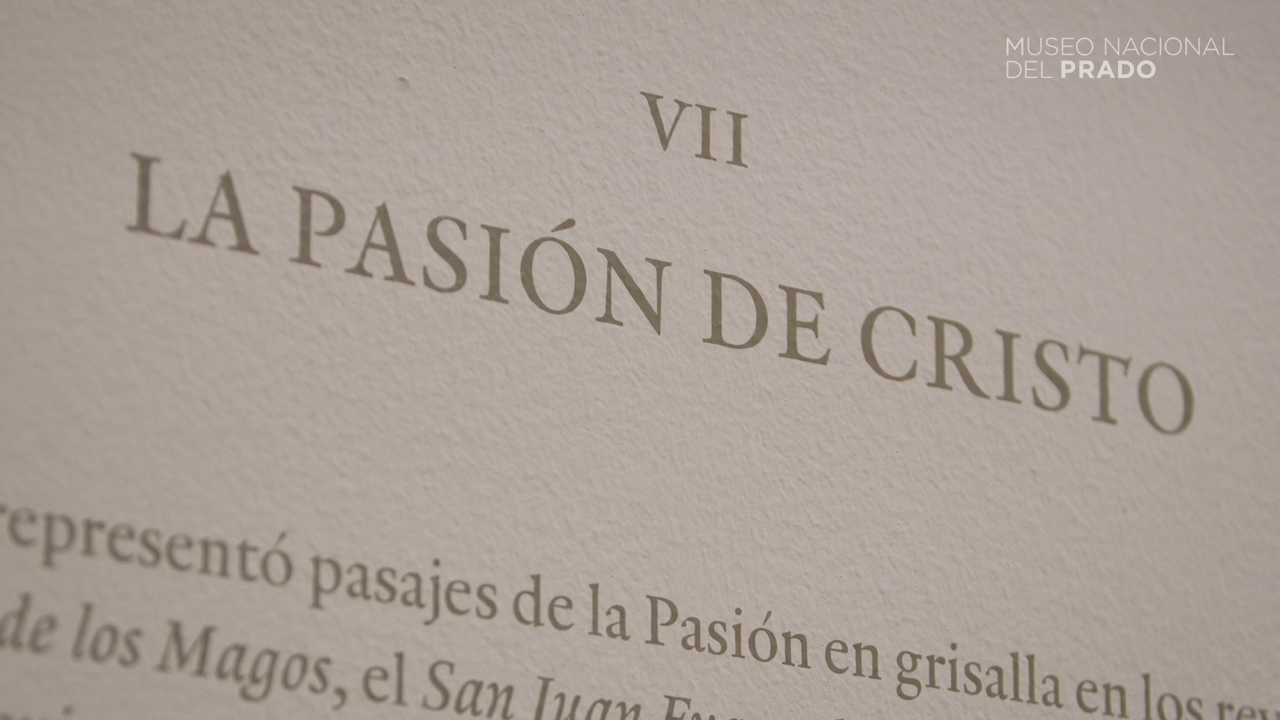 MUSEO NACIONAL
DEL PRADO
VII
LA PASIÓN DE CRISTO
representó pasajes de la Pasión en grisalla en los
de los Magos, el San Juan